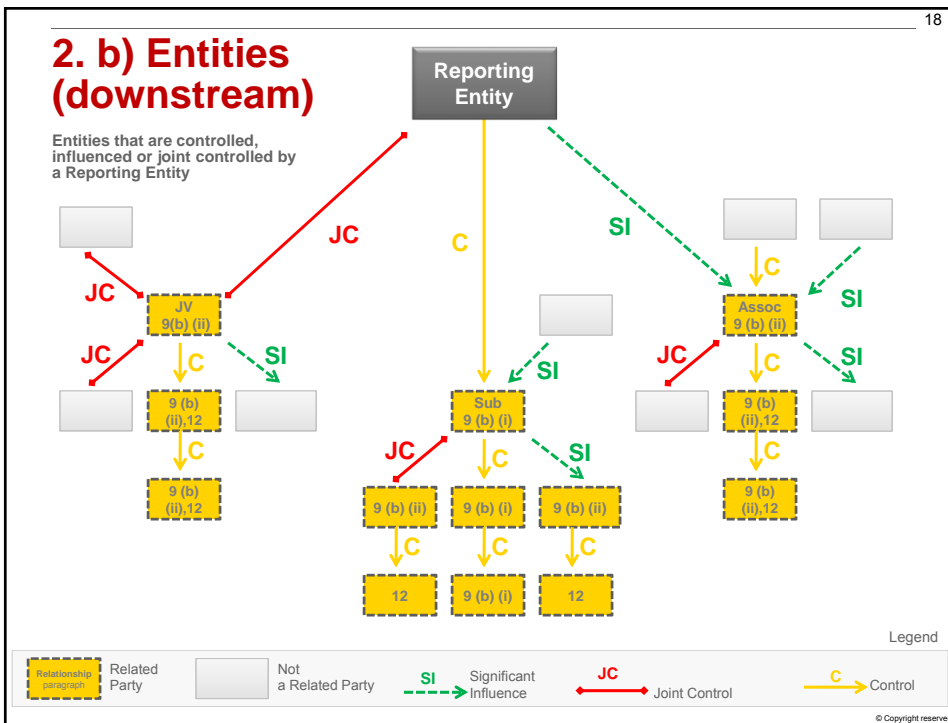 18
2. b) Entities
(downstream)
Entities that are controlled,
influenced or joint controlled by
a Reporting Entity
Reporting
Entity
JC
C
SI
JC
C
SI
JV
9(b) (ii)
Assoc
9 (b) (ii)
JC
C
SI
SI
JC
C
SI
9 (b)
(ii),12
Sub
9 (b) (i)
9 (b)
(ii),12
C
JC
C
SI
C
9 (b)
(ii),12
9 (b) (ii)
9 (b) (i)
9 (b) (ii)
9 (b)
(ii),12
C
C
C
12
9 (b) (i)
12
Legend
Relationship
paragraph
Related
Party
Not
a Related Party
SI
Significant
Influence
JC
Joint Control
C
Control
© Copyright reserve